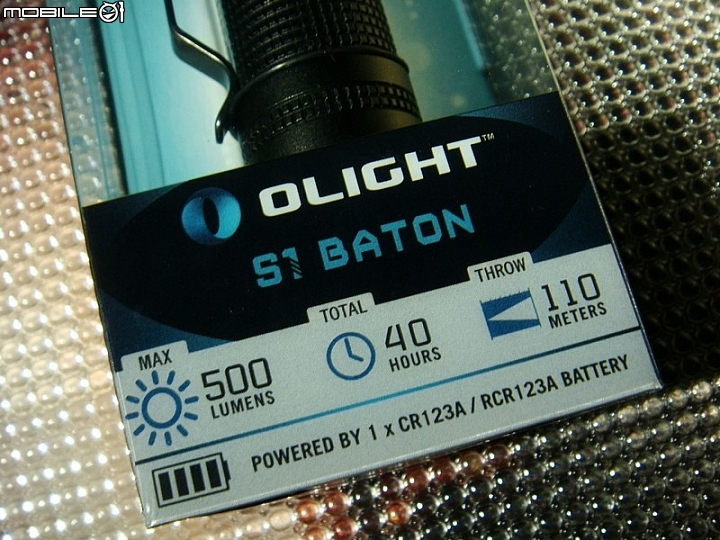 MOBILE01
OLIGHT™
S1 BATON
MAX
500
LUMENS
TOTAL
40
HOURS
THROW
110
METERS
POWERED BY 1 x CR123A / RCR123A BATTERY